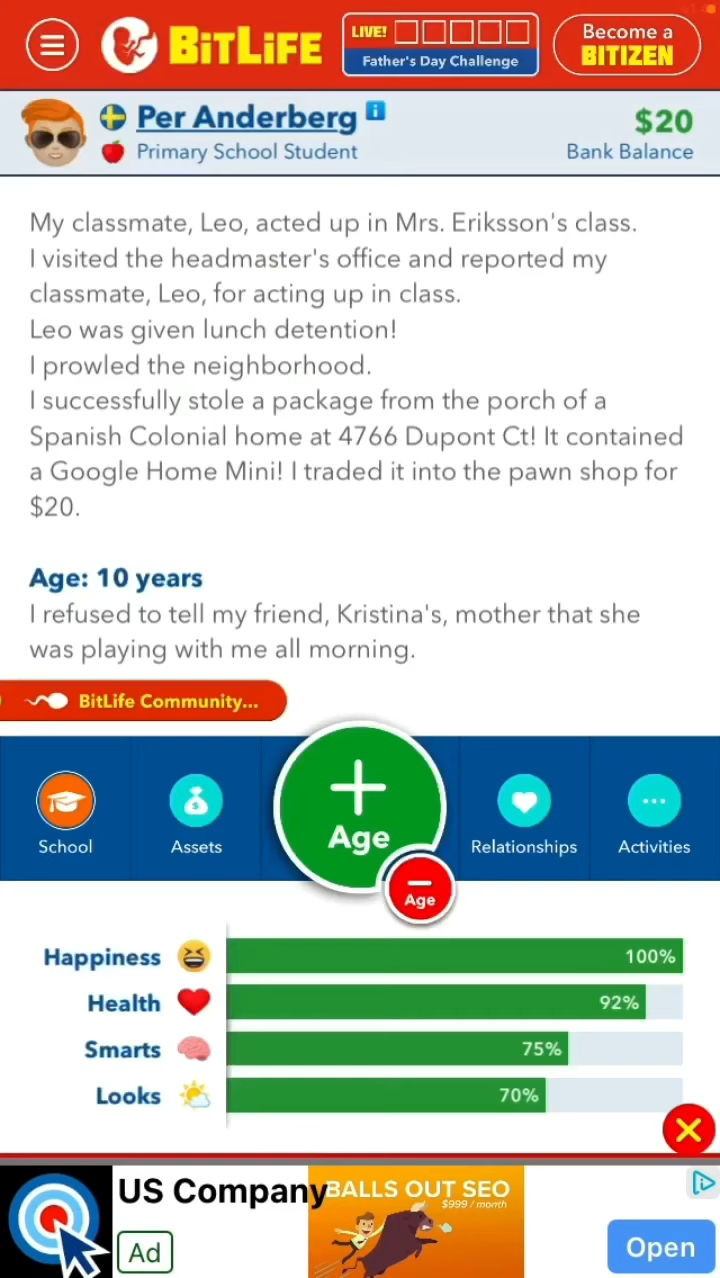 BITLIFE
LIVE!
Father's Day Challenge
Become a
BITIZEN
Per Anderberg i
Primary School Student
$20
Bank Balance
My classmate, Leo, acted up in Mrs. Eriksson's class.
I visited the headmaster's office and reported my
classmate, Leo, for acting up in class.
Leo was given lunch detention!
I prowled the neighborhood.
I successfully stole a package from the porch of a
Spanish Colonial home at 4766 Dupont Ct! It contained
a Google Home Mini! I traded it into the pawn shop for
$20.
Age: 10 years
I refused to tell my friend, Kristina's, mother that she
was playing with me all morning.
BitLife Community...
School
Assets
Age
Age
Relationships
Activities
Happiness 100%
Health 92%
Smarts 75%
Looks 70%
US Company
Ad
BALLS OUT SEO
$999 / month
Open